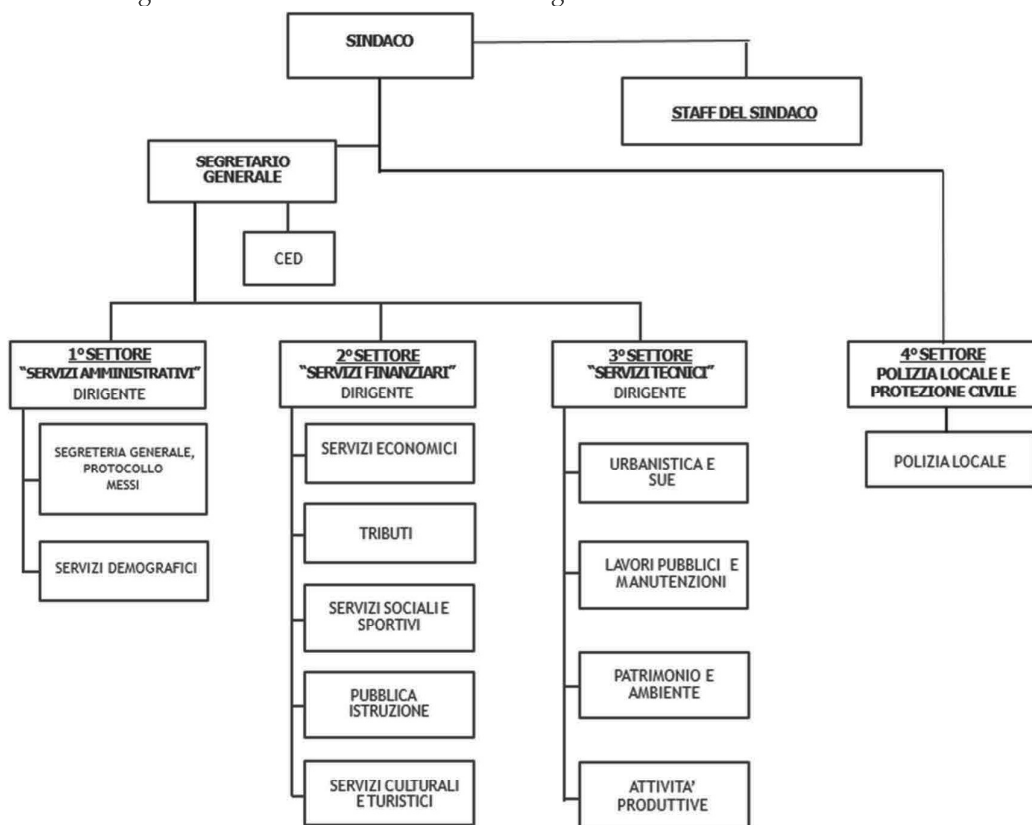 SINDACO
STAFF DEL SINDACO
SEGRETARIO
GENERALE
CED
1° SETTORE
"SERVIZI AMMINISTRATIVI"
DIRIGENTE
SEGRETERIA GENERALE,
PROTOCOLLO
MESSI
SERVIZI DEMOGRAFICI
2° SETTORE
"SERVIZI FINANZIARI"
DIRIGENTE
SERVIZI ECONOMICI
TRIBUTI
SERVIZI SOCIALI E
SPORTIVI
PUBBLICA
ISTRUZIONE
SERVIZI CULTURALI
E TURISTICI
3° SETTORE
"SERVIZI TECNICI"
DIRIGENTE
URBANISTICA E
SUE
LAVORI PUBBLICI E
MANUTENZIONI
PATRIMONIO E
AMBIENTE
ATTIVITA'
PRODUTTIVE
4° SETTORE
POLIZIA LOCALE E
PROTEZIONE CIVILE
POLIZIA LOCALE